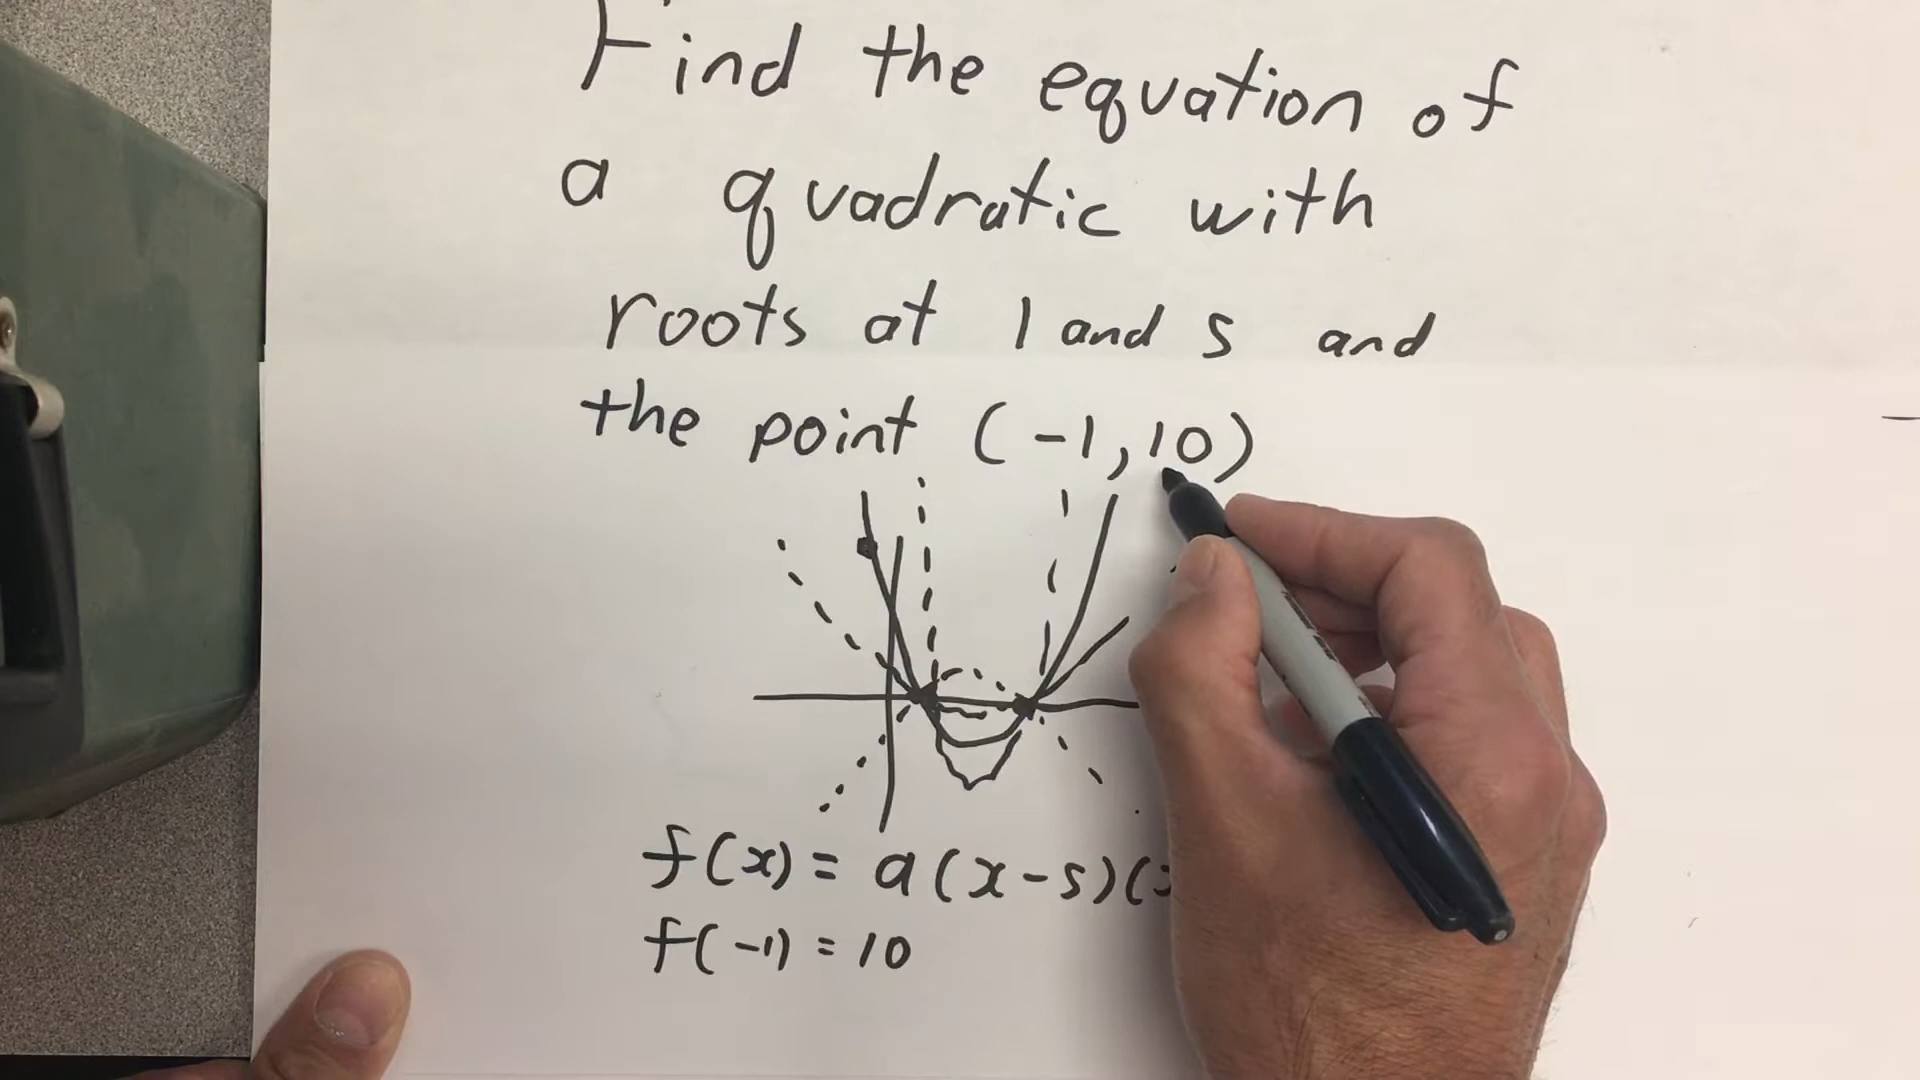 Find the equation of
a quadratic with
roots at 1 and 5 and
the point (-1,10)
f(x) = a(x-5)(
f(-1) = 10